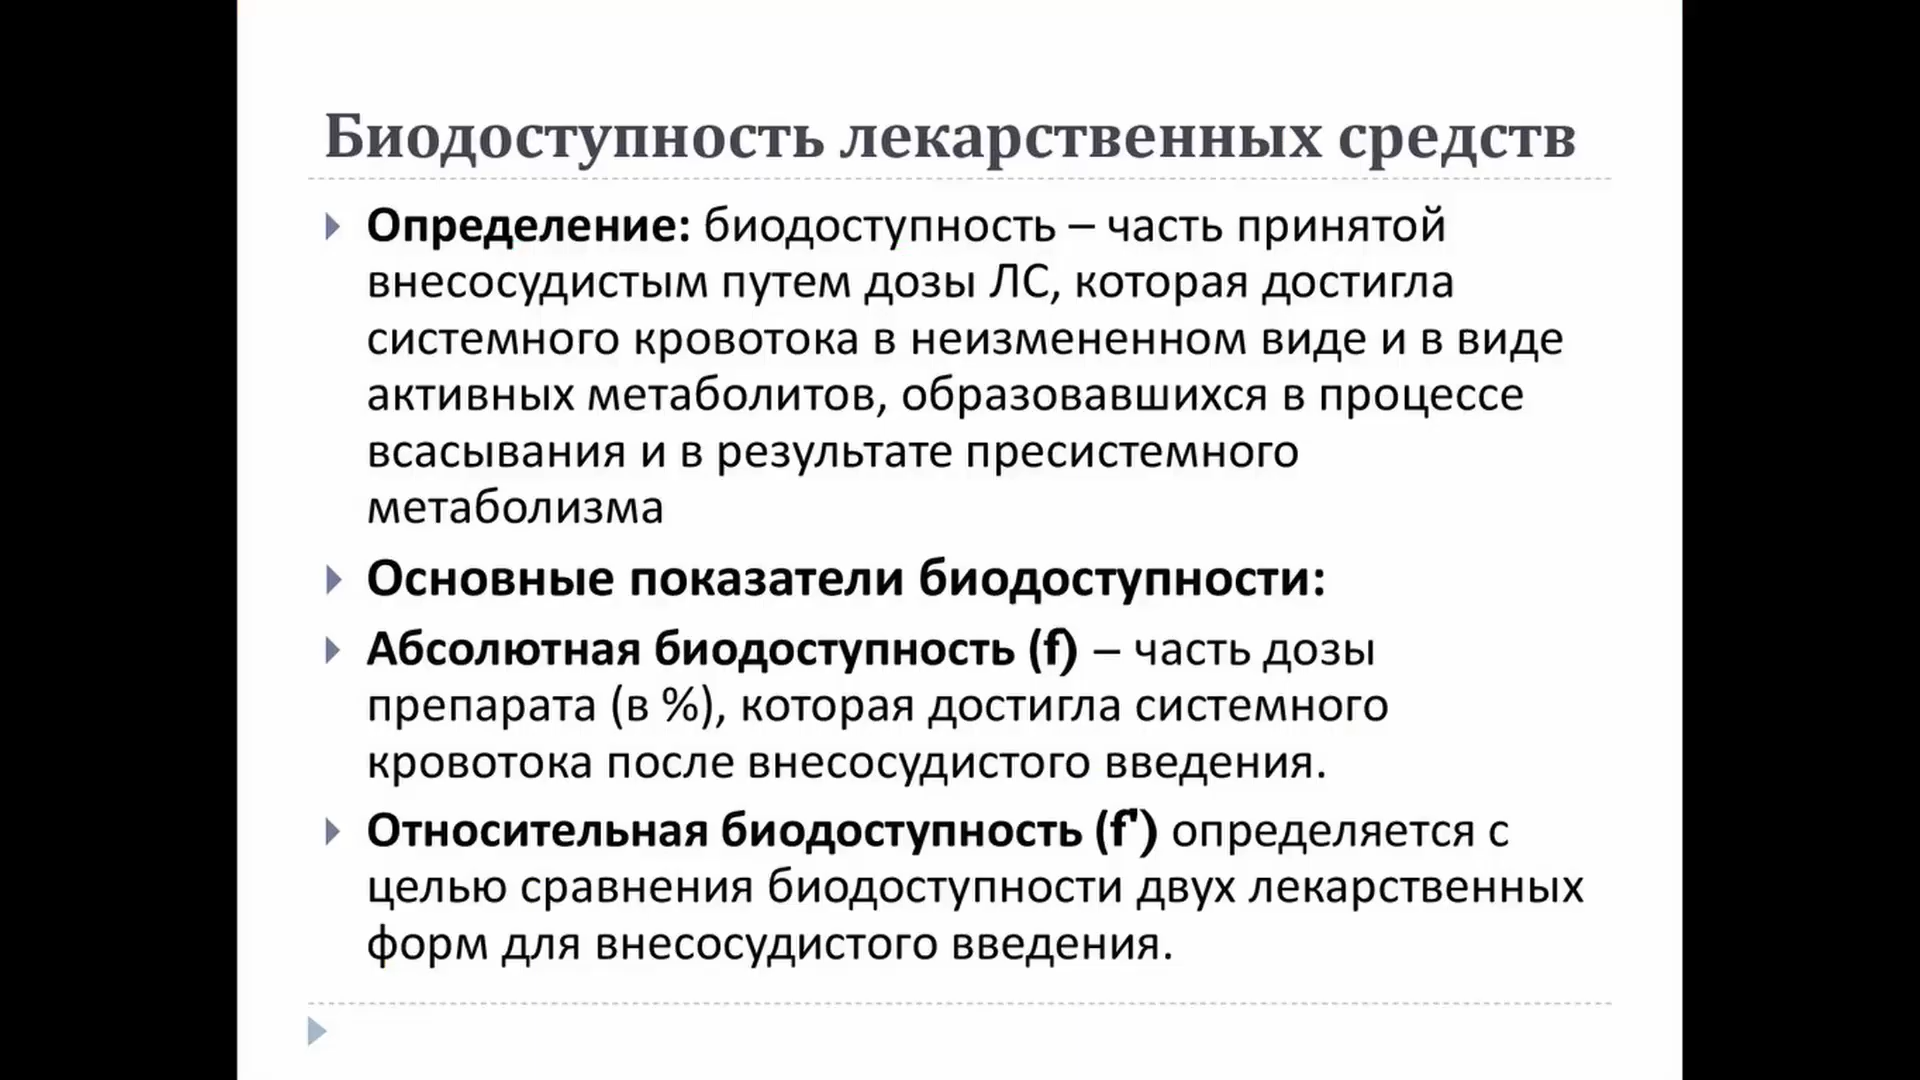 Биодоступность лекарственных средств
Определение: биодоступность – часть принятой
внесосудистым путем дозы ЛС, которая достигла
системного кровотока в неизмененном виде и в виде
активных метаболитов, образовавшихся в процессе
всасывания и в результате пресистемного
метаболизма
Основные показатели биодоступности:
Абсолютная биодоступность (f) – часть дозы
препарата (в %), которая достигла системного
кровотока после внесосудистого введения.
Относительная биодоступность (f') определяется с
целью сравнения биодоступности двух лекарственных
форм для внесосудистого введения.